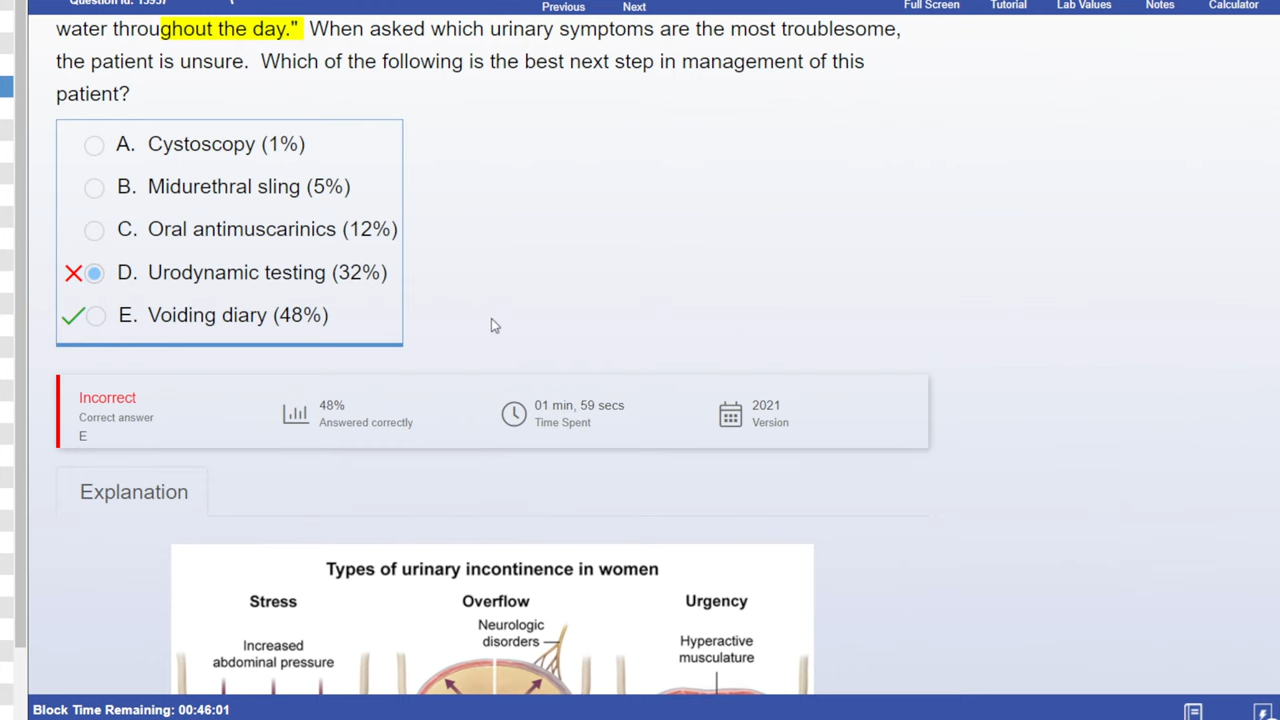 Previous
Next
Full Screen
Tutorial
Lab Values
Notes
Calculator
water throughout the day." When asked which urinary symptoms are the most troublesome,
the patient is unsure. Which of the following is the best next step in management of this
patient?
A. Cystoscopy (1%)
B. Midurethral sling (5%)
C. Oral antimuscarinics (12%)
D. Urodynamic testing (32%)
E. Voiding diary (48%)
Incorrect
Correct answer
E
48%
Answered correctly
01 min, 59 secs
Time Spent
2021
Version
Explanation
Types of urinary incontinence in women
Stress
Overflow
Urgency
Increased
abdominal pressure
Neurologic
disorders
Hyperactive
musculature
Block Time Remaining: 00:46:01